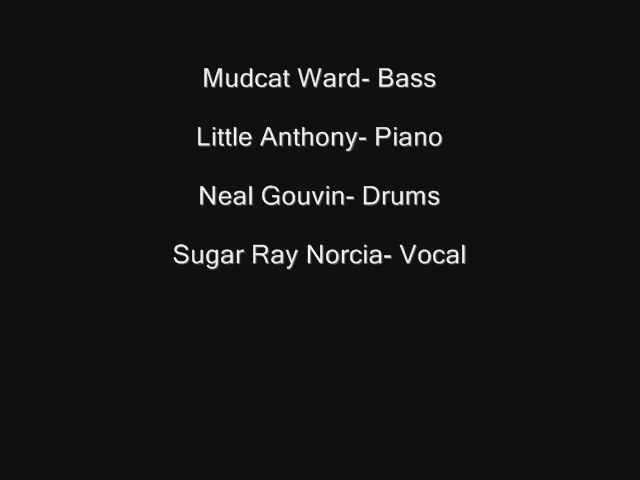 Mudcat Ward- Bass
Little Anthony- Piano
Neal Gouvin- Drums
Sugar Ray Norcia- Vocal